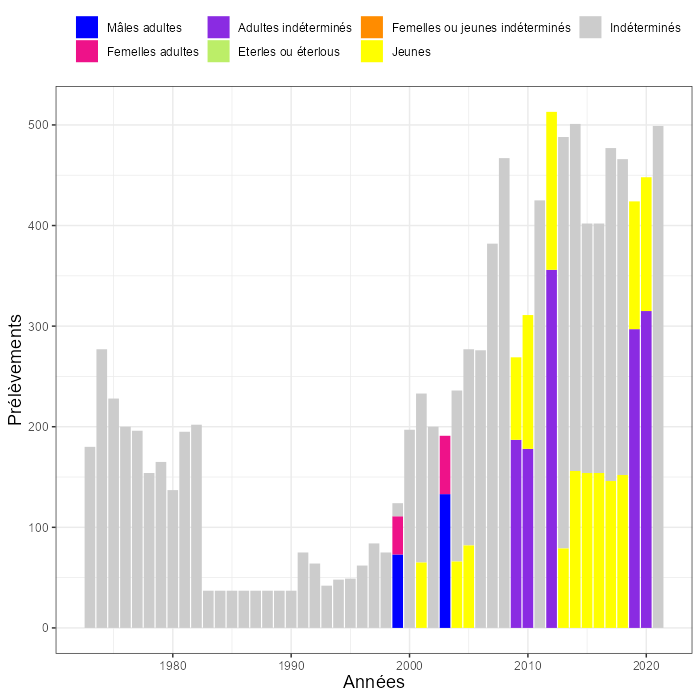 Mâles adultes Adultes indéterminés Femelles ou jeunes indéterminés Indéterminés
Femelles adultes Eterles ou éterlous Jeunes
500
400
300
200
100
0
Prélèvements
1980 1990 2000 2010 2020
Années